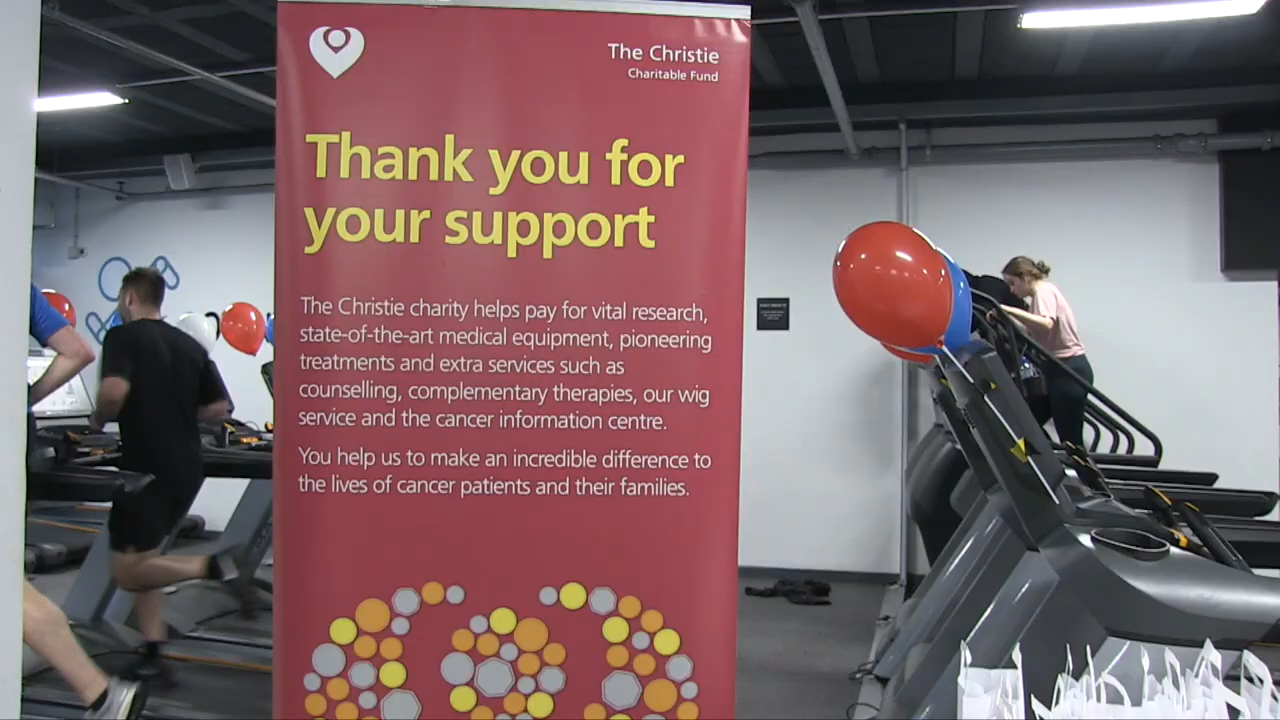 The Christie
Charitable Fund
Thank you for
your support
The Christie charity helps pay for vital research,
state-of-the-art medical equipment, pioneering
treatments and extra services such as
counselling, complementary therapies, our wig
service and the cancer information centre.
You help us to make an incredible difference to
the lives of cancer patients and their families.